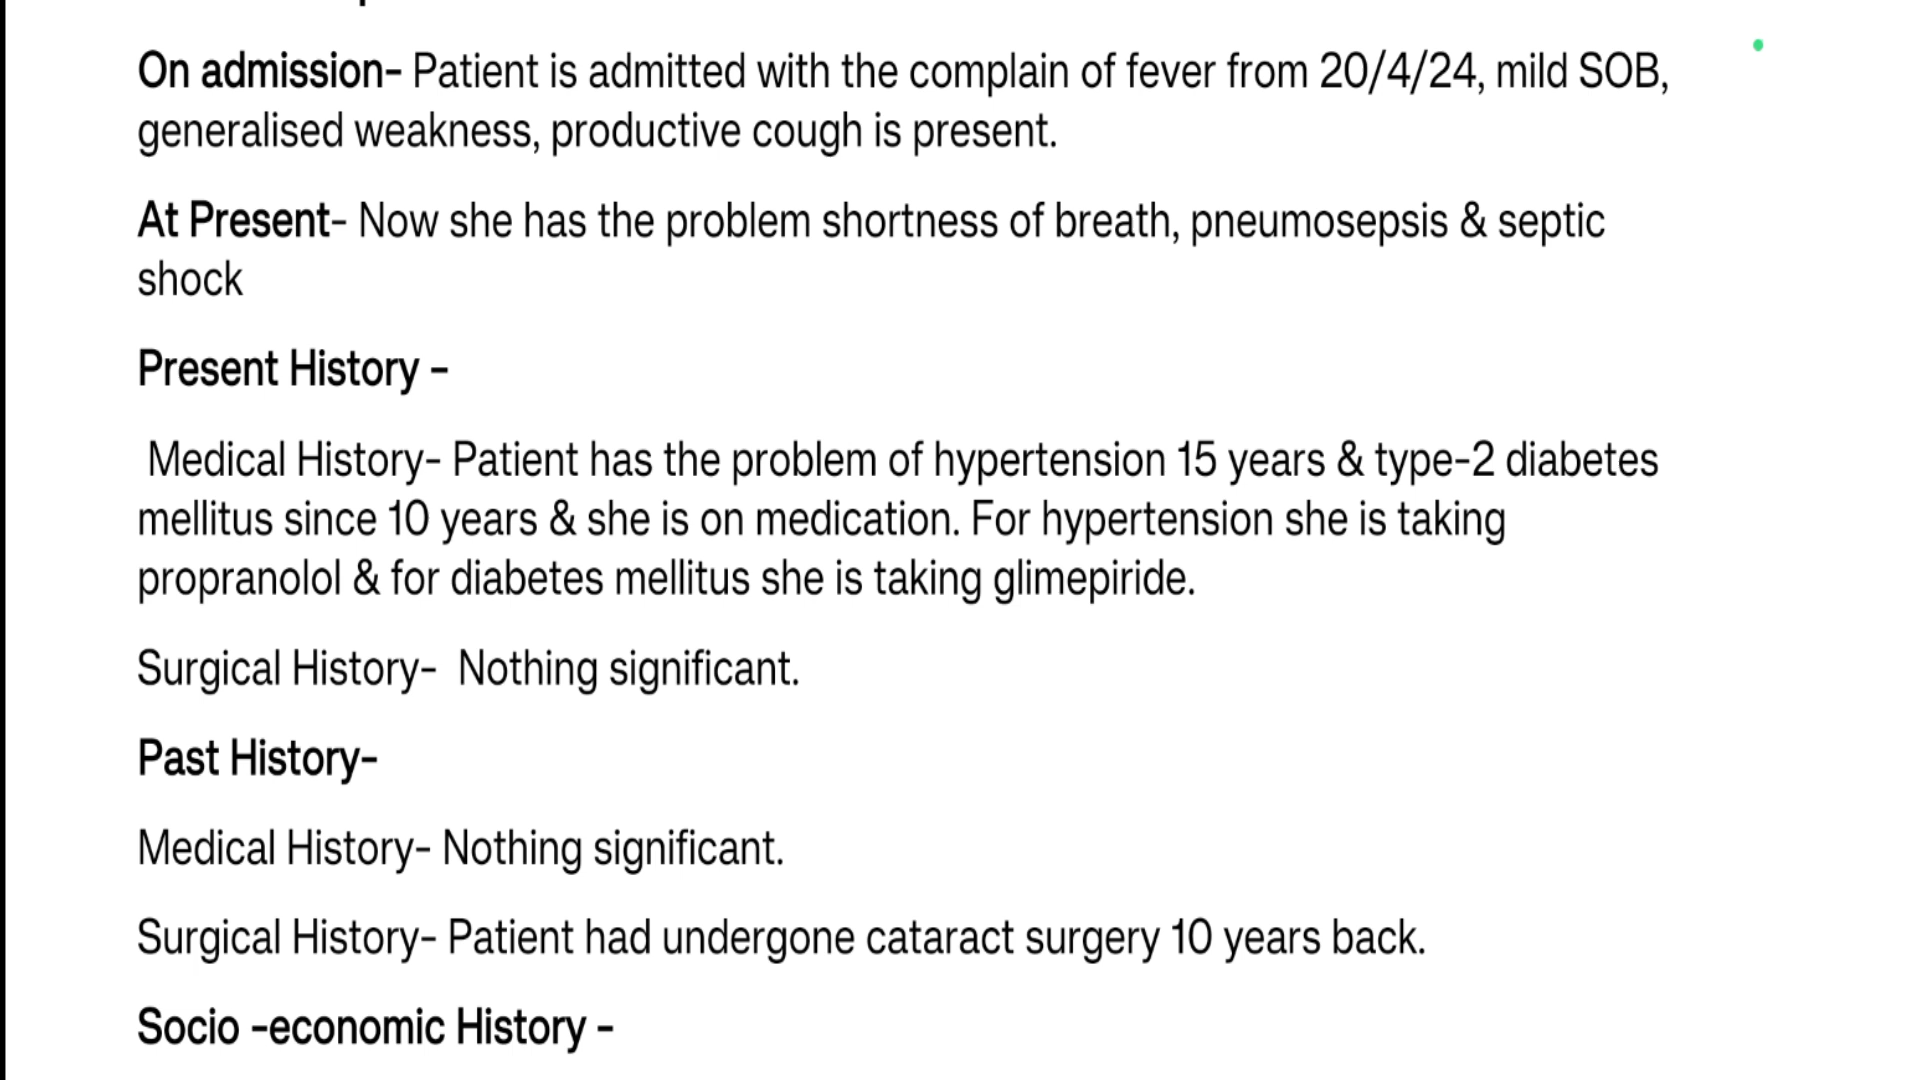 On admission- Patient is admitted with the complain of fever from 20/4/24, mild SOB,
generalised weakness, productive cough is present.
At Present- Now she has the problem shortness of breath, pneumosepsis & septic
shock
Present History -
Medical History- Patient has the problem of hypertension 15 years & type-2 diabetes
mellitus since 10 years & she is on medication. For hypertension she is taking
propranolol & for diabetes mellitus she is taking glimepiride.
Surgical History-  Nothing significant.
Past History-
Medical History- Nothing significant.
Surgical History- Patient had undergone cataract surgery 10 years back.
Socio -economic History -